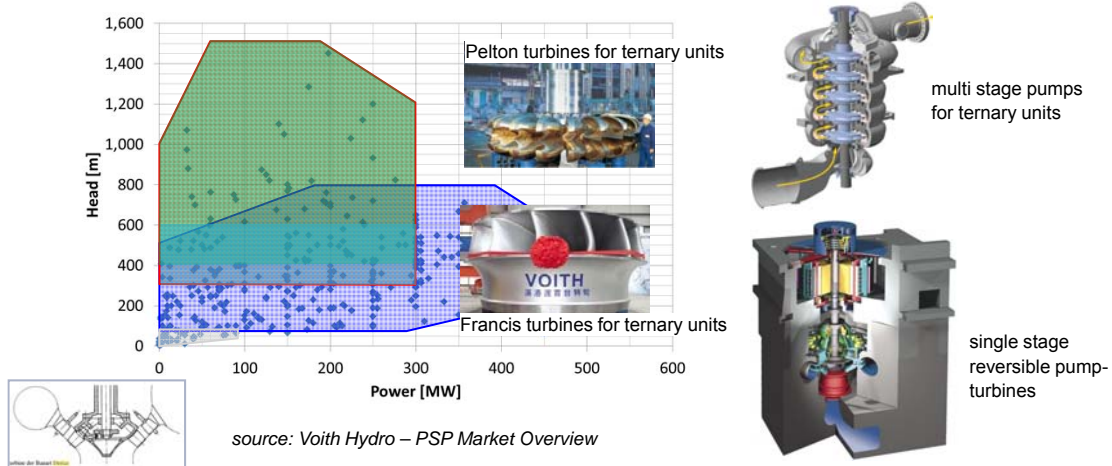 1,600
1,400
1,200
1,000
800
600
400
200
0
Head [m]
0 100 200 300 400 500 600
Power [MW]
Pelton turbines for ternary units
VOITH
Francis turbines for ternary units
source: Voith Hydro – PSP Market Overview
multi stage pumps
for ternary units
single stage
reversible pump-
turbines
der Bauart